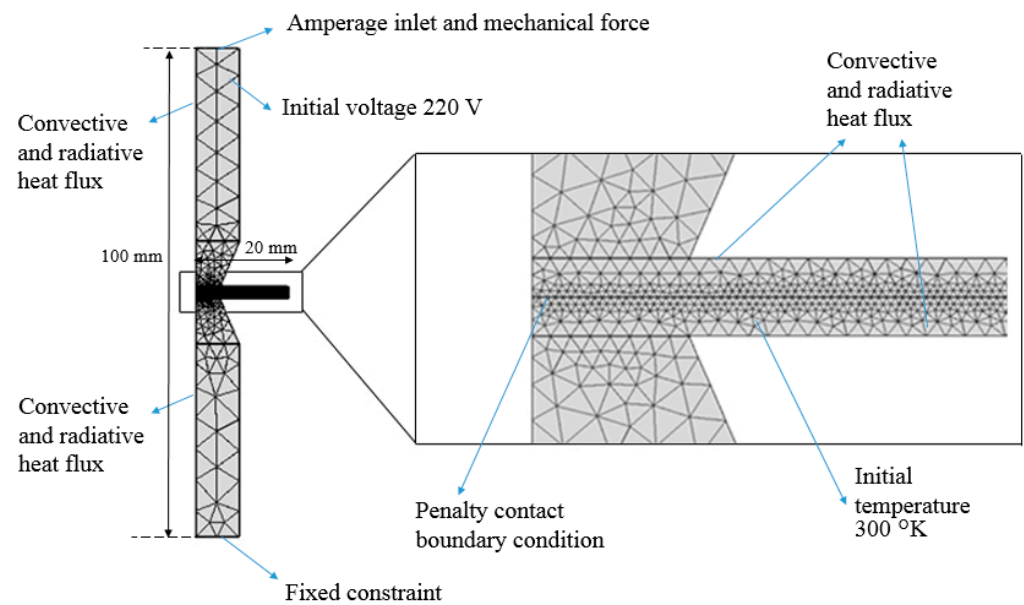 Amperage inlet and mechanical force
Initial voltage 220 V
Convective
and radiative
heat flux
100 mm
20 mm
Convective
and radiative
heat flux
Convective
and radiative
heat flux
Penalty contact
boundary condition
Initial
temperature
300 °K
Fixed constraint